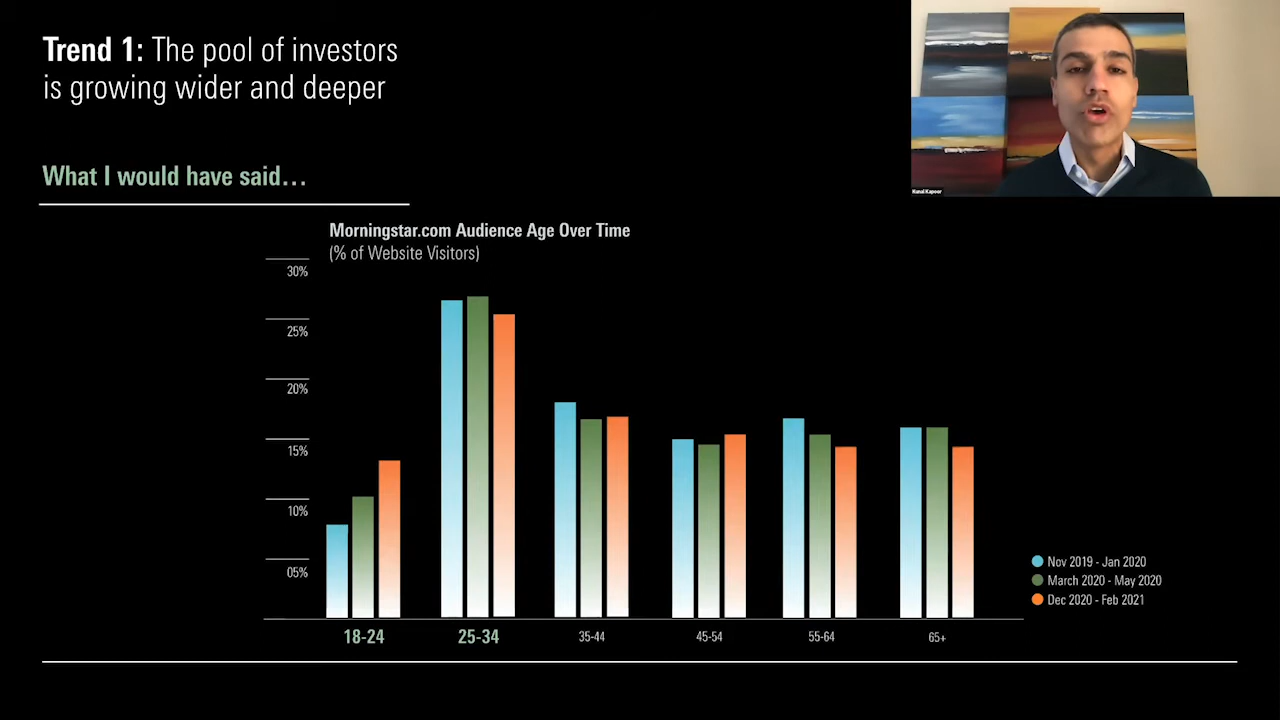 Trend 1: The pool of investors
is growing wider and deeper
Kunal Kapoor
What I would have said...
Morningstar.com Audience Age Over Time
(% of Website Visitors)
30%
25%
20%
15%
10%
05%
18-24
25-34
35-44
45-54
55-64
65+
Nov 2019 - Jan 2020
March 2020 - May 2020
Dec 2020 - Feb 2021